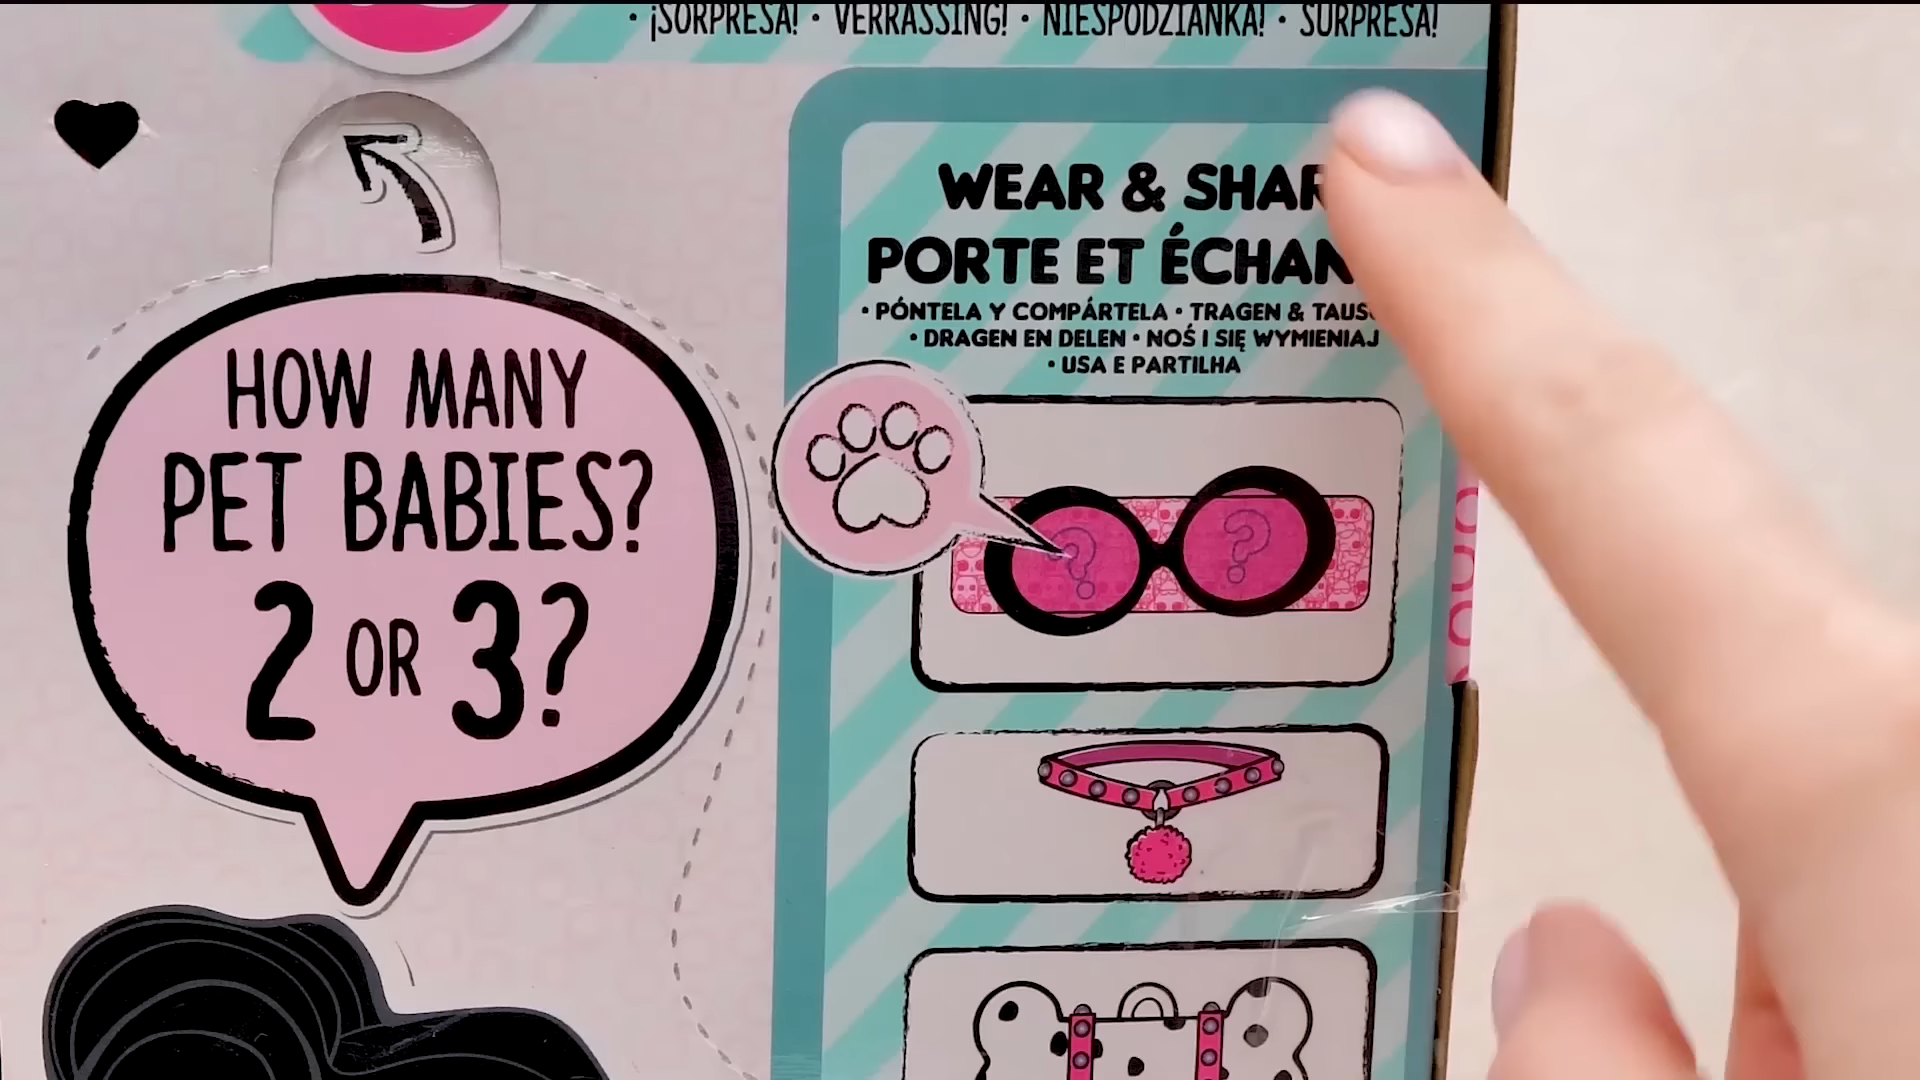 · ¡SORPRESA! · VERRASSING! · NIESPODZIANKA! · SURPRESA!
WEAR & SHAR
PORTE ET ÉCHAN
· PÓNTELA Y COMPÁRTELA · TRAGEN & TAUS
· DRAGEN EN DELEN · NOŚ I SIĘ WYMIENIAJ
· USA E PARTILHA
HOW MANY
PET BABIES?
2 OR 3?
? ?